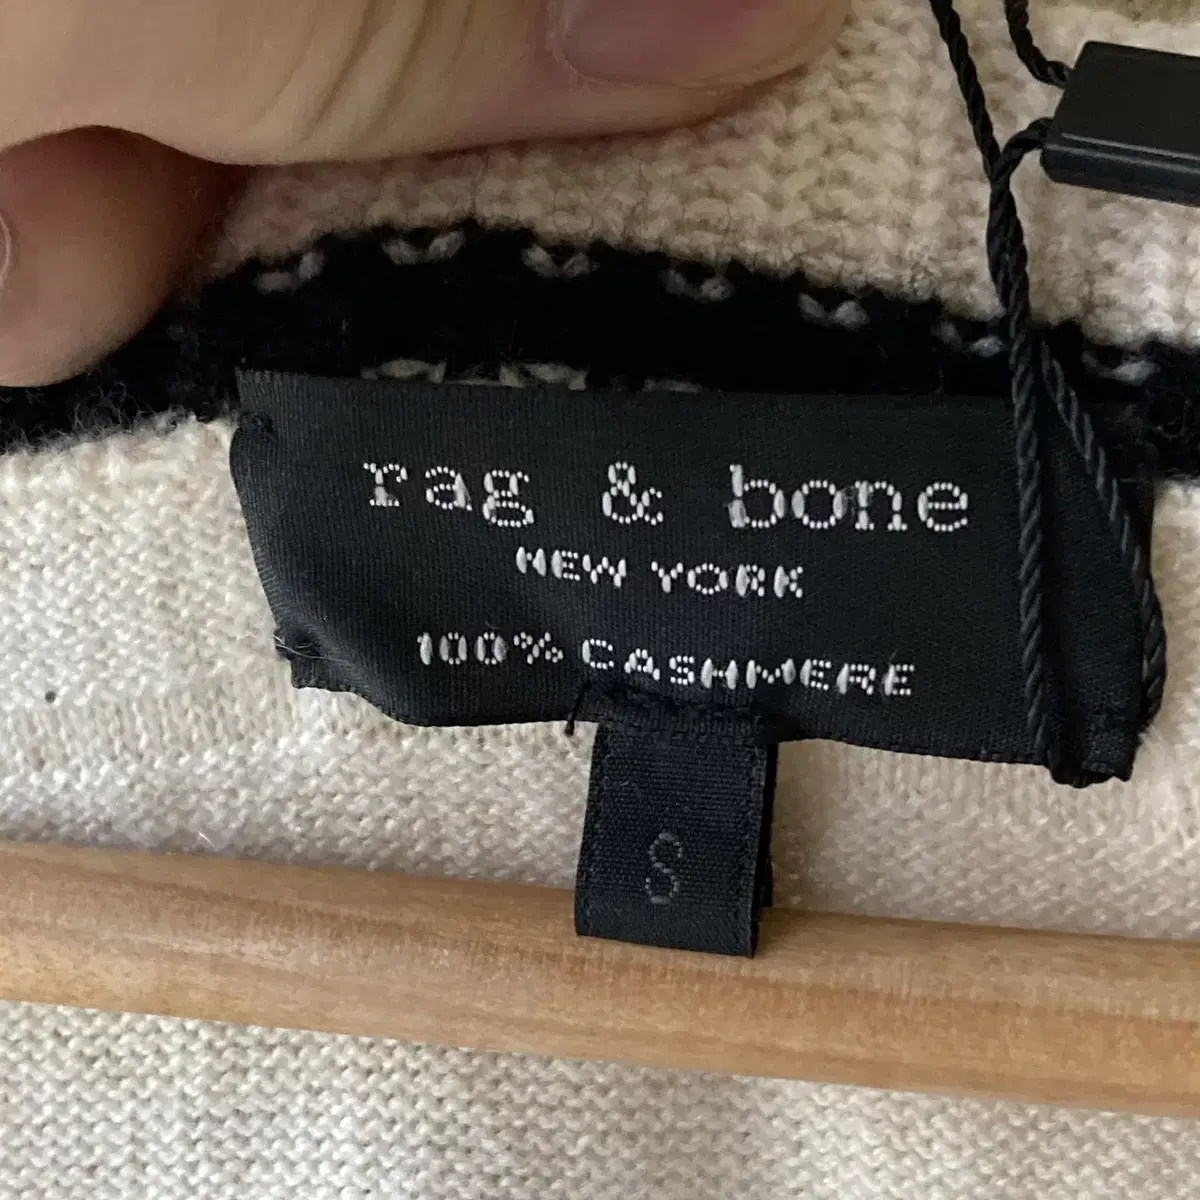 rag & bone
NEW YORK
100% CASHMERE
S